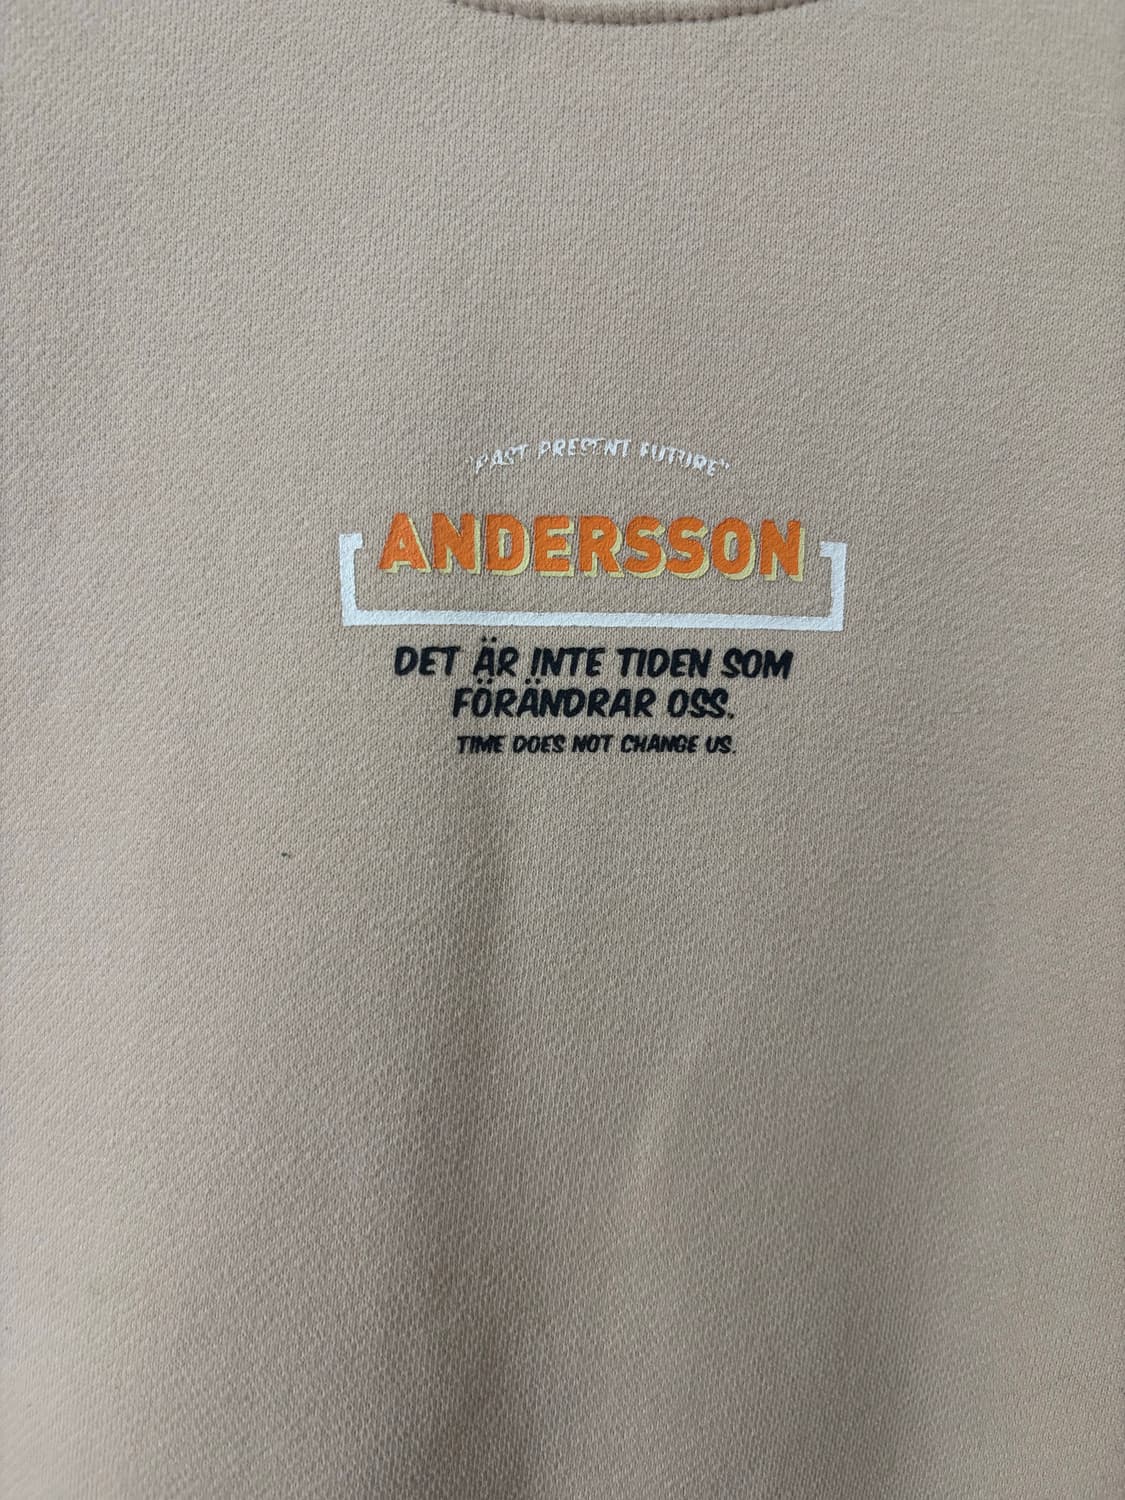 "PAST PRESENT FUTURE"
ANDERSSON
DET ÄR INTE TIDEN SOM
FÖRÄNDRAR OSS.
TIME DOES NOT CHANGE US.